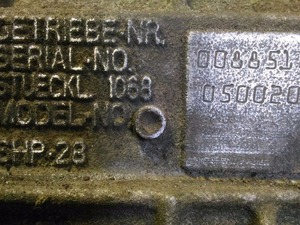 GETRIEBE-NR.
SERIAL-NO.
STUECKL. 1068
MODEL-NO.
6HP-28
008851
050020